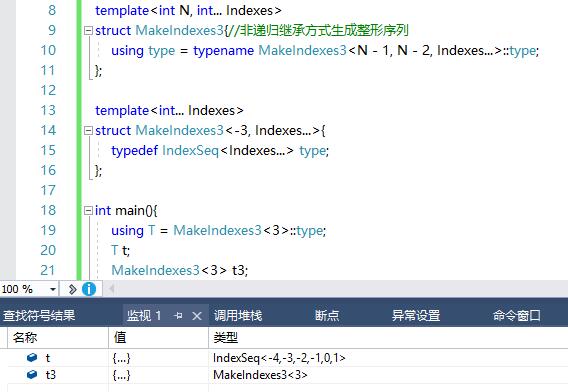 8 template<int N, int... Indexes>
9 struct MakeIndexes3{//非递归继承方式生成整形序列
10 using type = typename MakeIndexes3<N - 1, N - 2, Indexes...>::type;
11 };
12
13 template<int... Indexes>
14 struct MakeIndexes3<-3, Indexes...>{
15 typedef IndexSeq<Indexes...> type;
16 };
17
18 int main(){
19 using T = MakeIndexes3<3>::type;
20 T t;
21 MakeIndexes3<3> t3;
100 %
查找符号结果 监视 1 调用堆栈 断点 异常设置 命令窗口
名称 值 类型
t {...} IndexSeq<-4,-3,-2,-1,0,1>
t3 {...} MakeIndexes3<3>